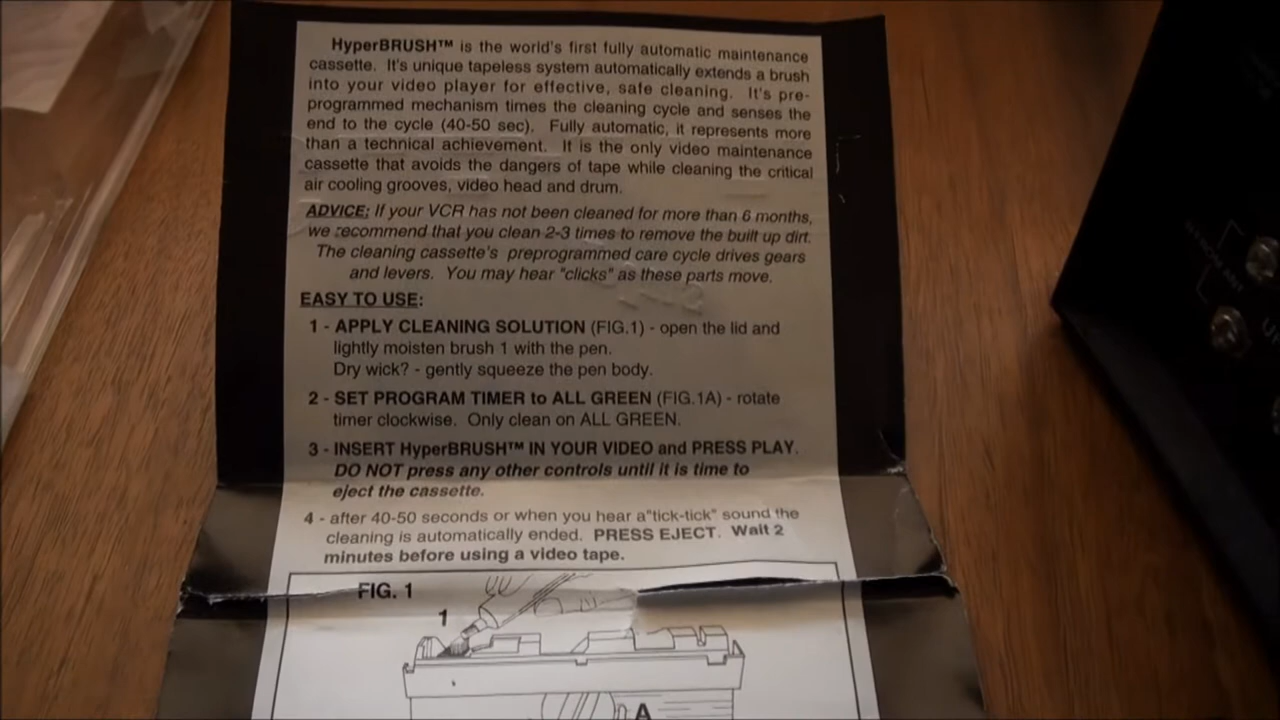 HyperBRUSH™ is the world's first fully automatic maintenance
cassette. It's unique tapeless system automatically extends a brush
into your video player for effective, safe cleaning. It's pre-
programmed mechanism times the cleaning cycle and senses the
end to the cycle (40-50 sec). Fully automatic, it represents more
than a technical achievement. It is the only video maintenance
cassette that avoids the dangers of tape while cleaning the critical
air cooling grooves, video head and drum.
ADVICE: If your VCR has not been cleaned for more than 6 months,
we recommend that you clean 2-3 times to remove the built up dirt.
The cleaning cassette's preprogrammed care cycle drives gears
and levers. You may hear "clicks" as these parts move.
EASY TO USE:
1 - APPLY CLEANING SOLUTION (FIG.1) - open the lid and
lightly moisten brush 1 with the pen.
Dry wick? - gently squeeze the pen body.
2 - SET PROGRAM TIMER to ALL GREEN (FIG.1A) - rotate
timer clockwise. Only clean on ALL GREEN.
3 - INSERT HyperBRUSH™ IN YOUR VIDEO and PRESS PLAY.
DO NOT press any other controls until it is time to
eject the cassette.
4 - after 40-50 seconds or when you hear a"tick-tick" sound the
cleaning is automatically ended. PRESS EJECT. Wait 2
minutes before using a video tape.
FIG. 1
1
A